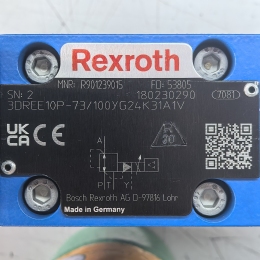 Rexroth
MNR: R901239015 FD: 53805
SN: 2 180230290 7081
3DREE10P-73/100YG24K31A1V
UK
CA CE
A
P T Y
Bosch Rexroth AG D-97816 Lohr
Made in Germany